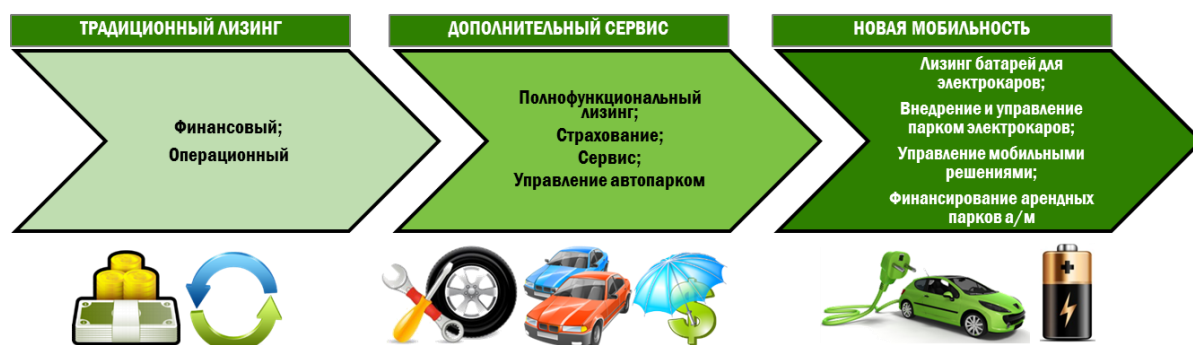 ТРАДИЦИОННЫЙ ЛИЗИНГ
Финансовый;
Операционный
ДОПОЛНИТЕЛЬНЫЙ СЕРВИС
Полнофункциональный
лизинг;
Страхование;
Сервис;
Управление автопарком
НОВАЯ МОБИЛЬНОСТЬ
Лизинг батарей для
электрокаров;
Внедрение и управление
парком электрокаров;
Управление мобильными
решениями;
Финансирование арендных
парков а/м